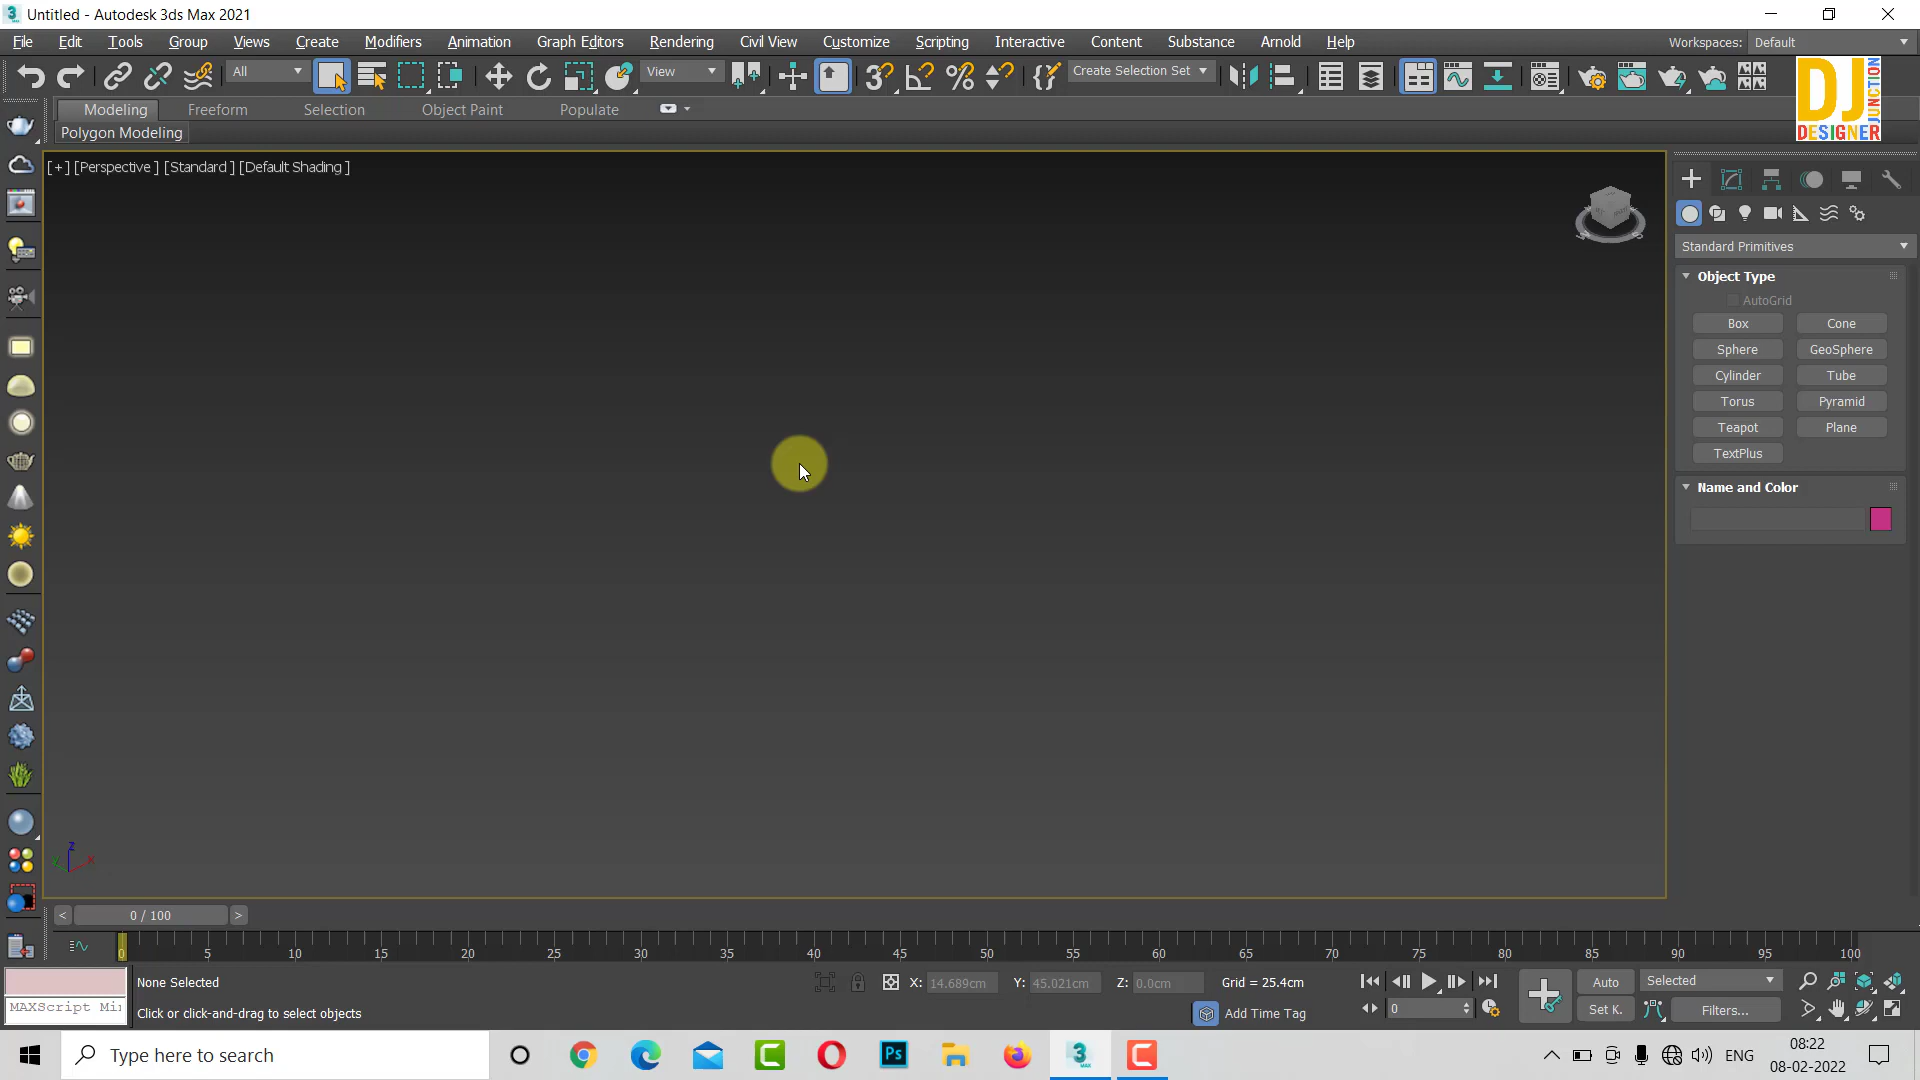 Untitled - Autodesk 3ds Max 2021
File Edit Tools Group Views Create Modifiers Animation Graph Editors Rendering Civil View Customize Scripting Interactive Content Substance Arnold Help Workspaces: Default
All View Create Selection Set
DJ JUNCTION
DESIGNER
Modeling Freeform Selection Object Paint Populate
Polygon Modeling
[+] [Perspective ] [Standard ] [Default Shading ]
Standard Primitives
Object Type
AutoGrid
Box Cone
Sphere GeoSphere
Cylinder Tube
Torus Pyramid
Teapot Plane
TextPlus
Name and Color
z
x
< 0 / 100 >
0 5 10 15 20 25 30 35 40 45 50 55 60 65 70 75 80 85 90 95 100
None Selected X: 14.689cm Y: 45.021cm Z: 0.0cm Grid = 25.4cm Auto Selected
MAXScript Mi
Click or click-and-drag to select objects Add Time Tag 0 Set K. Filters...
Type here to search Ps 3 MAX ENG 08:22
08-02-2022